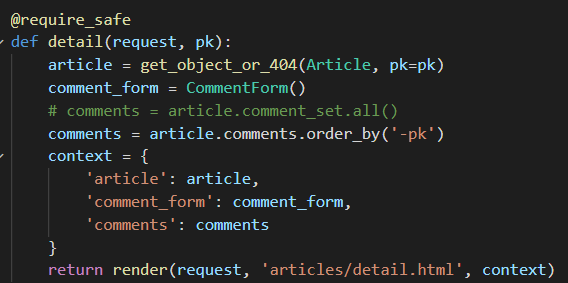 @require_safe
def detail(request, pk):
    article = get_object_or_404(Article, pk=pk)
    comment_form = CommentForm()
    # comments = article.comment_set.all()
    comments = article.comments.order_by('-pk')
    context = {
        'article': article,
        'comment_form': comment_form,
        'comments': comments
    }
    return render(request, 'articles/detail.html', context)